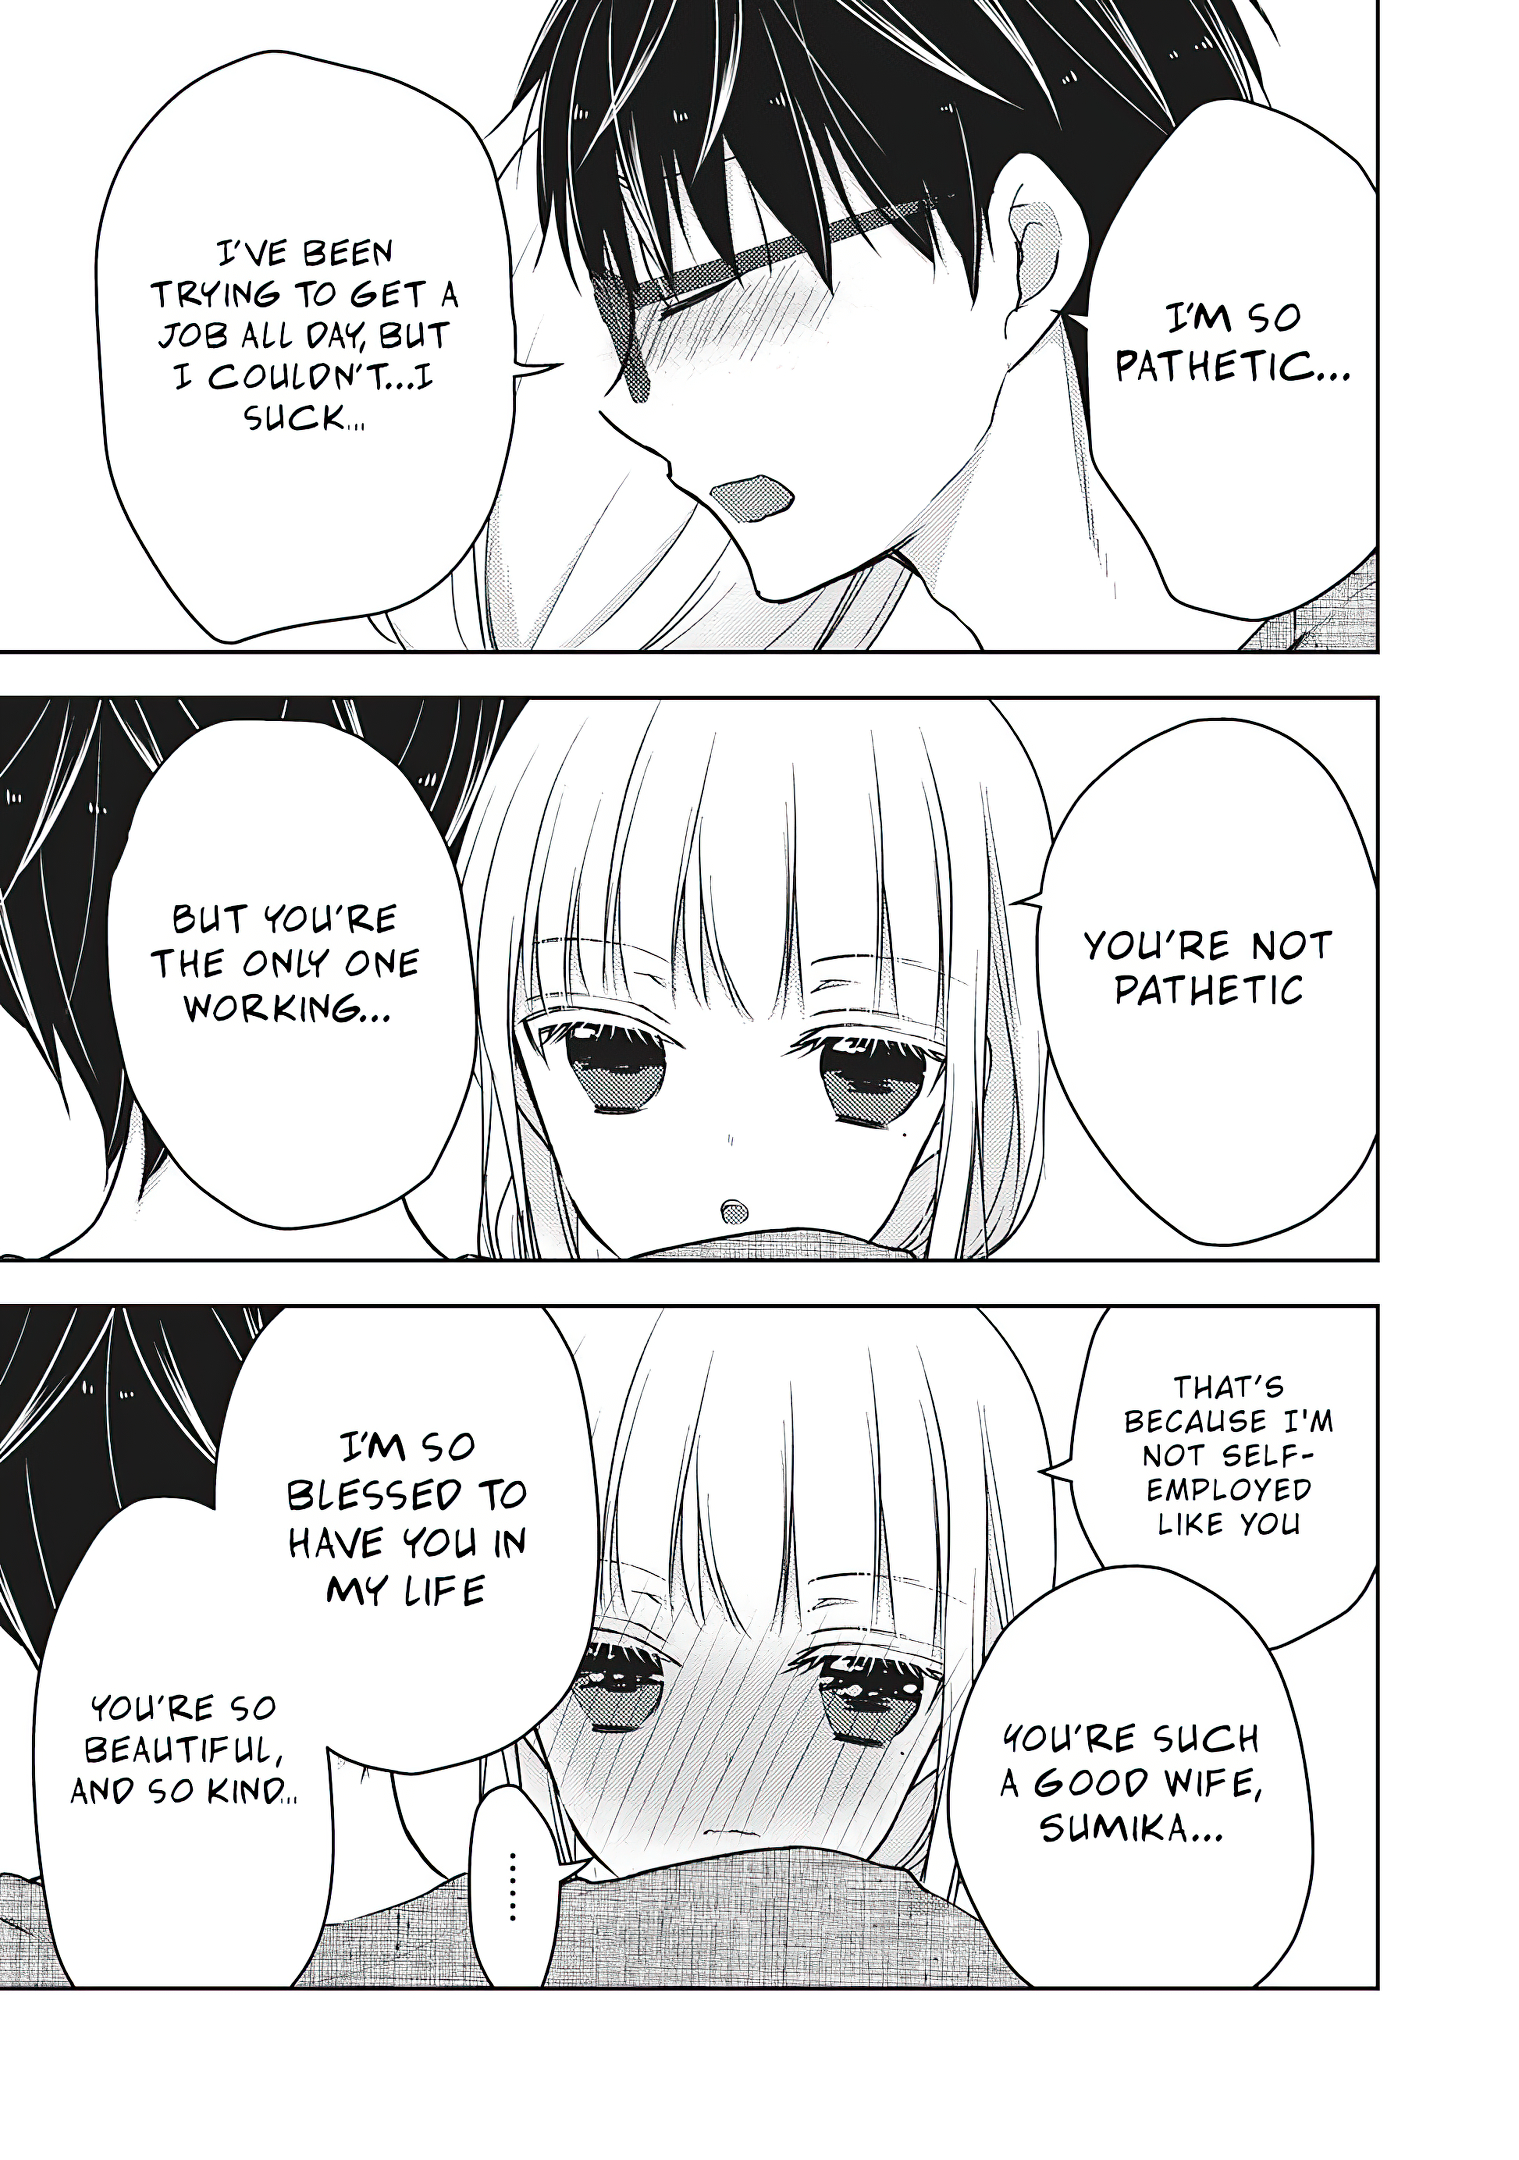 I'M SO
PATHETIC...
I'VE BEEN
TRYING TO GET A
JOB ALL DAY, BUT
I COULDN'T...I
SUCK...
YOU'RE NOT
PATHETIC
BUT YOU'RE
THE ONLY ONE
WORKING...
THAT'S
BECAUSE I'M
NOT SELF-
EMPLOYED
LIKE YOU
YOU'RE SUCH
A GOOD WIFE,
SUMIKA...
I'M SO
BLESSED TO
HAVE YOU IN
MY LIFE
YOU'RE SO
BEAUTIFUL,
AND SO KIND...
......